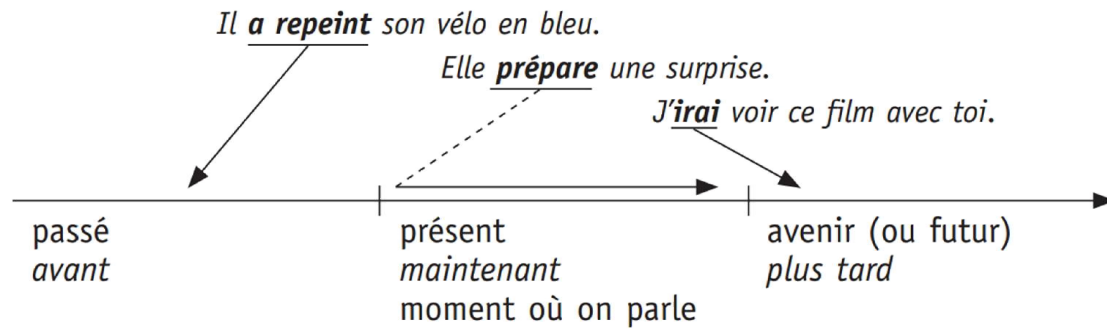 Il a repeint son vélo en bleu.
Elle prépare une surprise.
J'irai voir ce film avec toi.
passé
avant
présent
maintenant
moment où on parle
avenir (ou futur)
plus tard